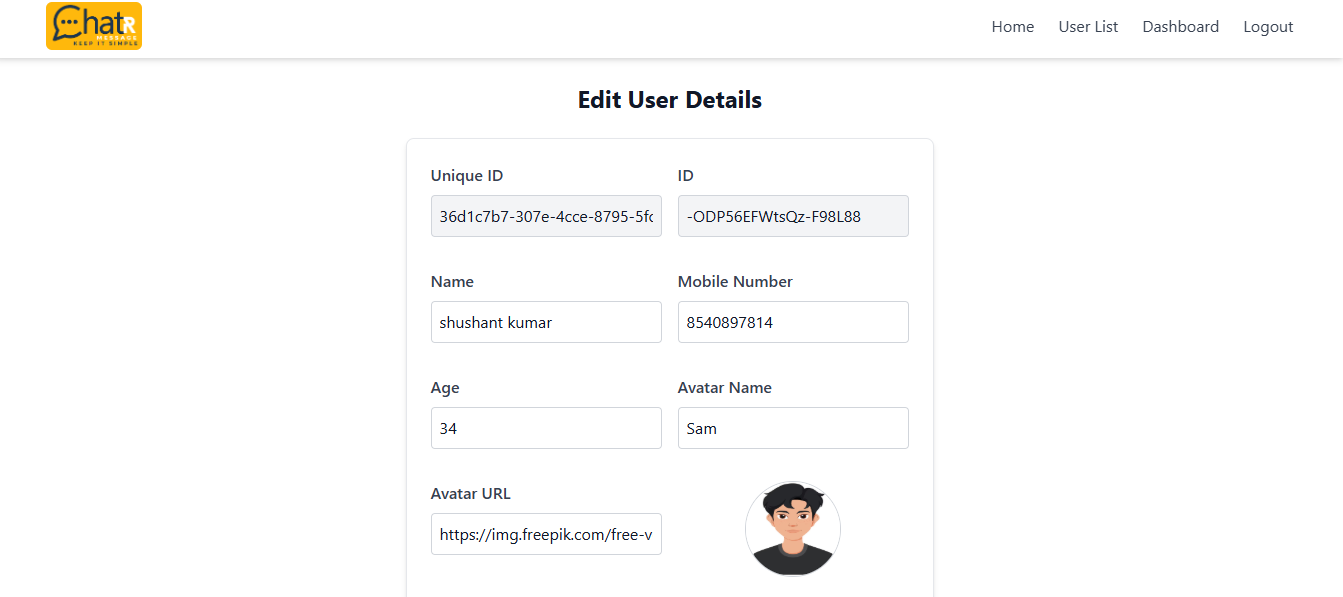 Chatr
MESSAGE
KEEP IT SIMPLE
Home User List Dashboard Logout
Edit User Details
Unique ID ID
36d1c7b7-307e-4cce-8795-5f -ODP56EFWtsQz-F98L88
Name Mobile Number
shushant kumar 8540897814
Age Avatar Name
34 Sam
Avatar URL
https://img.freepik.com/free-v